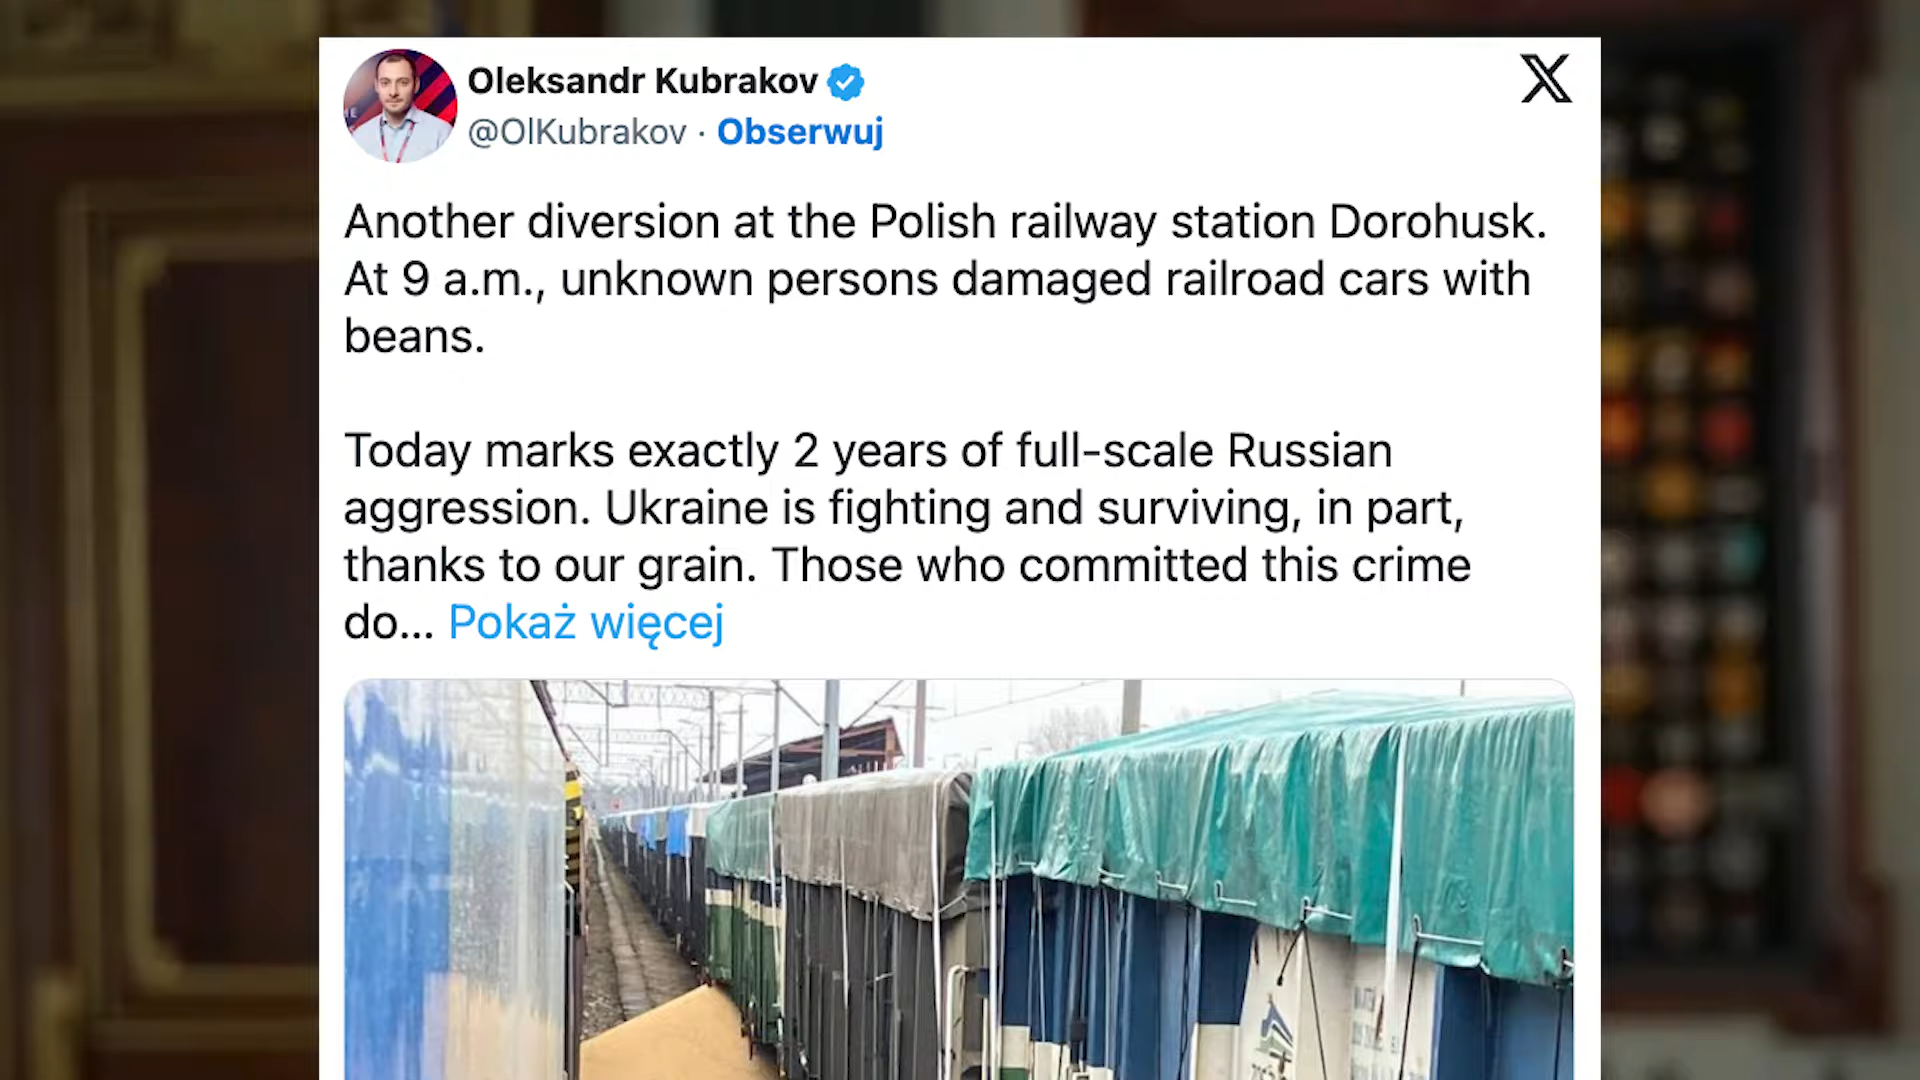 Oleksandr Kubrakov
@OlKubrakov · Obserwuj
Another diversion at the Polish railway station Dorohusk.
At 9 a.m., unknown persons damaged railroad cars with
beans.
Today marks exactly 2 years of full-scale Russian
aggression. Ukraine is fighting and surviving, in part,
thanks to our grain. Those who committed this crime
do... Pokaż więcej